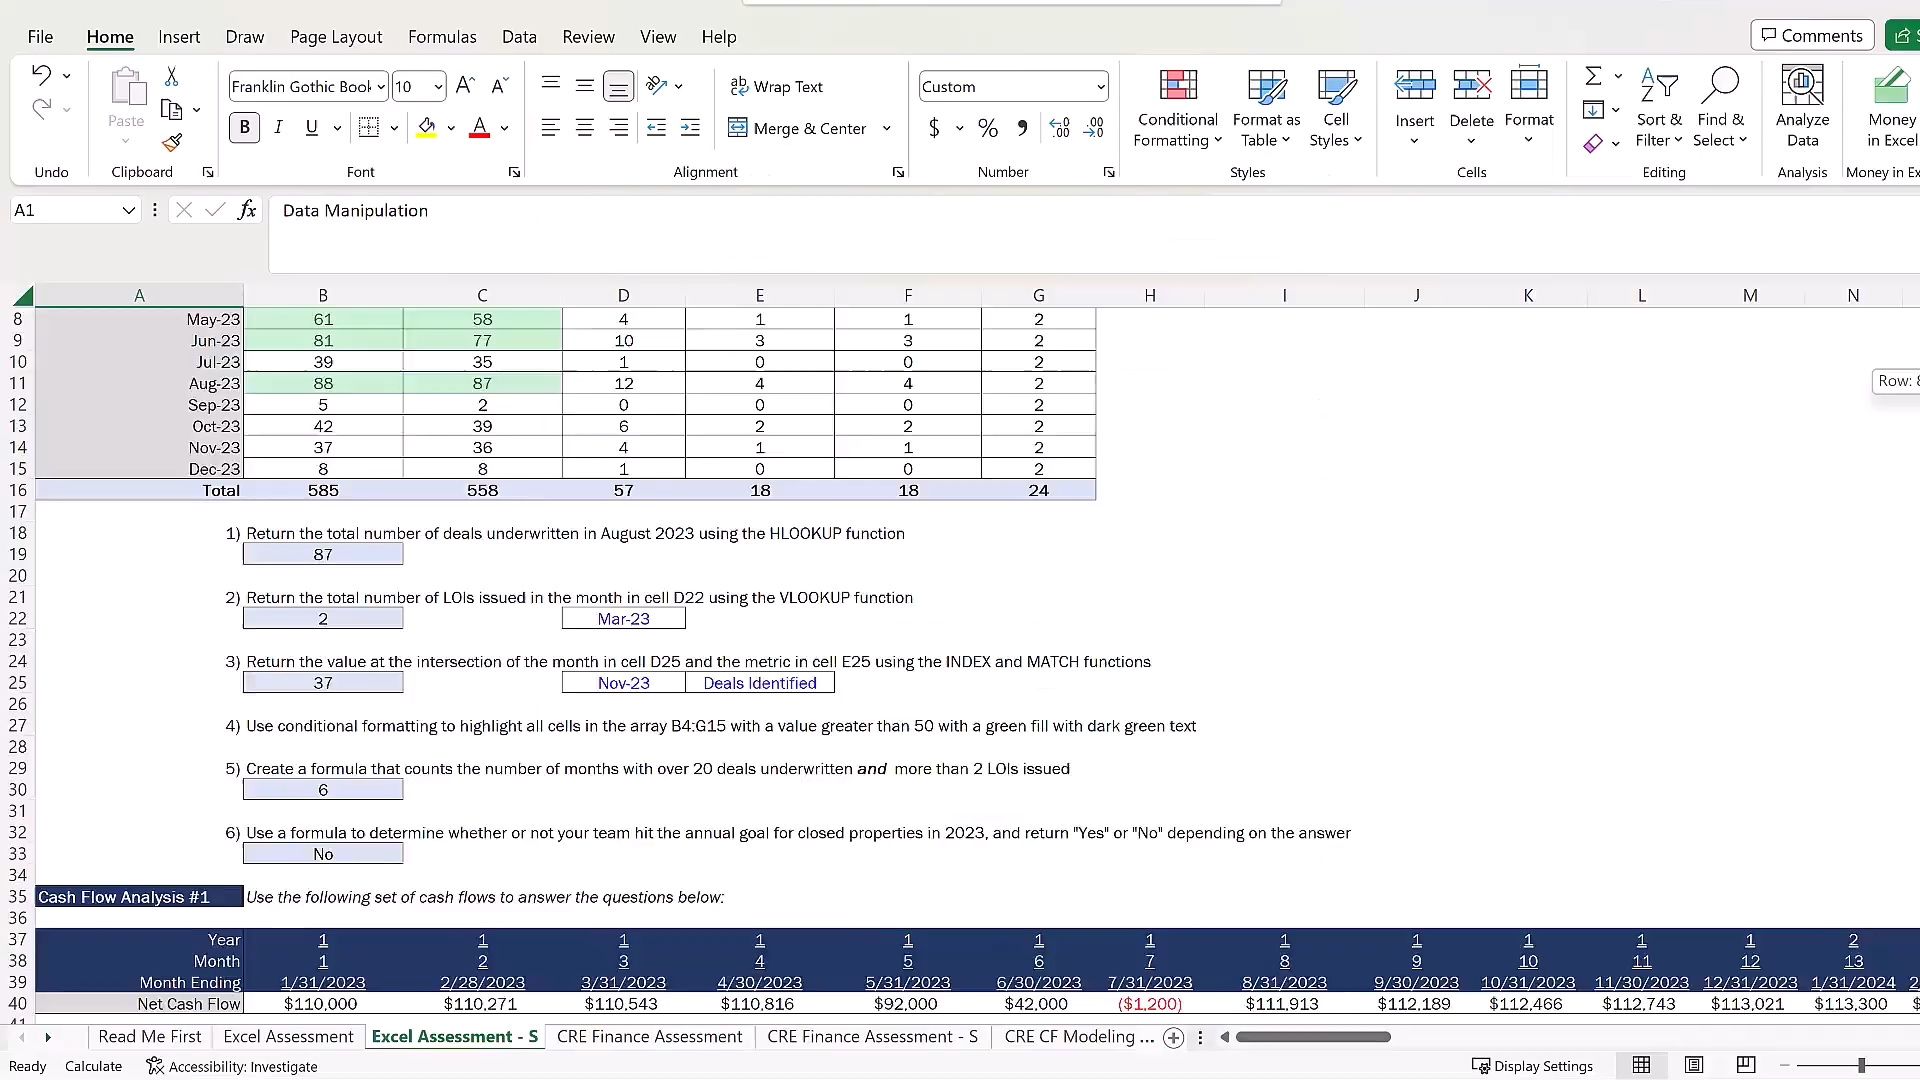 File Home Insert Draw Page Layout Formulas Data Review View Help Comments
Franklin Gothic Book 10 A^ A˅ ab Wrap Text Custom
Paste B I U A Merge & Center $ % 9 .00 .00 Conditional Formatting Format as Table Cell Styles Insert Delete Format Sort & Filter Find & Select Analyze Data Money in Excel
Undo Clipboard Font Alignment Number Styles Cells Editing Analysis Money in Ex
A1 fx Data Manipulation
A B C D E F G H I J K L M N
8 May-23 61 58 4 1 1 2
9 Jun-23 81 77 10 3 3 2
10 Jul-23 39 35 1 0 0 2
11 Aug-23 88 87 12 4 4 2
Row: 8
12 Sep-23 5 2 0 0 0 2
13 Oct-23 42 39 6 2 2 2
14 Nov-23 37 36 4 1 1 2
15 Dec-23 8 8 1 0 0 2
16 Total 585 558 57 18 18 24
17
18 1) Return the total number of deals underwritten in August 2023 using the HLOOKUP function
19 87
20
21 2) Return the total number of LOIs issued in the month in cell D22 using the VLOOKUP function
22 2 Mar-23
23
24 3) Return the value at the intersection of the month in cell D25 and the metric in cell E25 using the INDEX and MATCH functions
25 37 Nov-23 Deals Identified
26
27 4) Use conditional formatting to highlight all cells in the array B4:G15 with a value greater than 50 with a green fill with dark green text
28
29 5) Create a formula that counts the number of months with over 20 deals underwritten and more than 2 LOIs issued
30 6
31
32 6) Use a formula to determine whether or not your team hit the annual goal for closed properties in 2023, and return "Yes" or "No" depending on the answer
33 No
34
35 Cash Flow Analysis #1 Use the following set of cash flows to answer the questions below:
36
37 Year 1 1 1 1 1 1 1 1 1 1 1 1 2
38 Month 1 2 3 4 5 6 7 8 9 10 11 12 13
39 Month Ending 1/31/2023 2/28/2023 3/31/2023 4/30/2023 5/31/2023 6/30/2023 7/31/2023 8/31/2023 9/30/2023 10/31/2023 11/30/2023 12/31/2023 1/31/2024 2
40 Net Cash Flow $110,000 $110,271 $110,543 $110,816 $92,000 $42,000 ($1,200) $111,913 $112,189 $112,466 $112,743 $113,021 $113,300
Read Me First Excel Assessment Excel Assessment - S CRE Finance Assessment CRE Finance Assessment - S CRE CF Modeling ...
Ready Calculate Accessibility: Investigate Display Settings